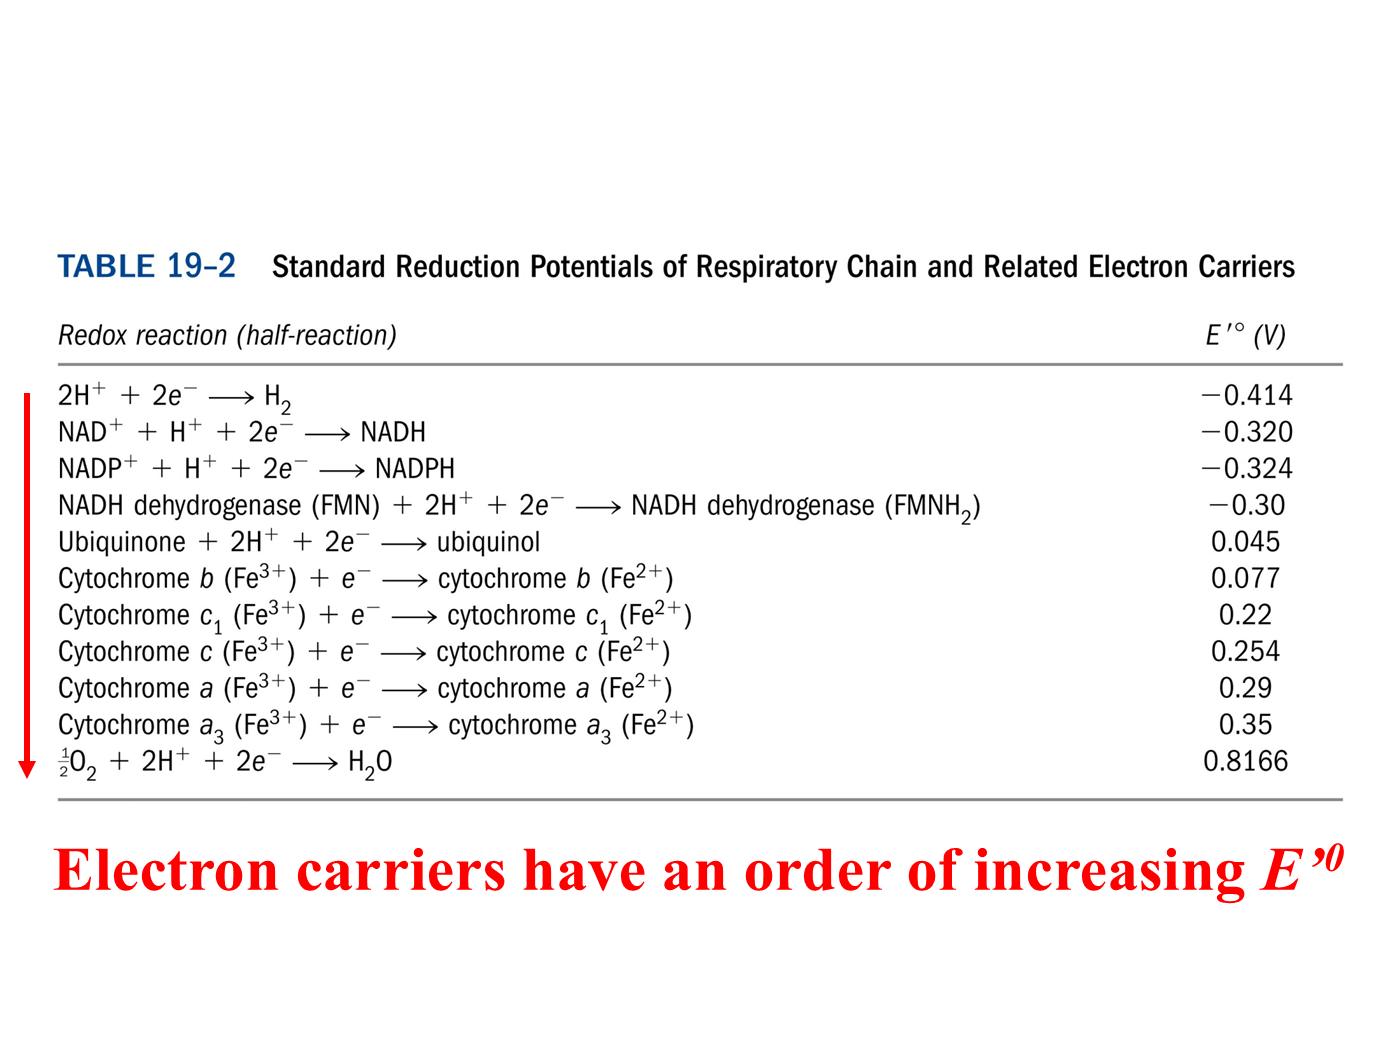 TABLE 19–2 Standard Reduction Potentials of Respiratory Chain and Related Electron Carriers
Redox reaction (half-reaction) E′° (V)
2H⁺ + 2e⁻ ⟶ H₂ −0.414
NAD⁺ + H⁺ + 2e⁻ ⟶ NADH −0.320
NADP⁺ + H⁺ + 2e⁻ ⟶ NADPH −0.324
NADH dehydrogenase (FMN) + 2H⁺ + 2e⁻ ⟶ NADH dehydrogenase (FMNH₂) −0.30
Ubiquinone + 2H⁺ + 2e⁻ ⟶ ubiquinol 0.045
Cytochrome b (Fe³⁺) + e⁻ ⟶ cytochrome b (Fe²⁺) 0.077
Cytochrome c₁ (Fe³⁺) + e⁻ ⟶ cytochrome c₁ (Fe²⁺) 0.22
Cytochrome c (Fe³⁺) + e⁻ ⟶ cytochrome c (Fe²⁺) 0.254
Cytochrome a (Fe³⁺) + e⁻ ⟶ cytochrome a (Fe²⁺) 0.29
Cytochrome a₃ (Fe³⁺) + e⁻ ⟶ cytochrome a₃ (Fe²⁺) 0.35
½O₂ + 2H⁺ + 2e⁻ ⟶ H₂O 0.8166
Electron carriers have an order of increasing E’⁰